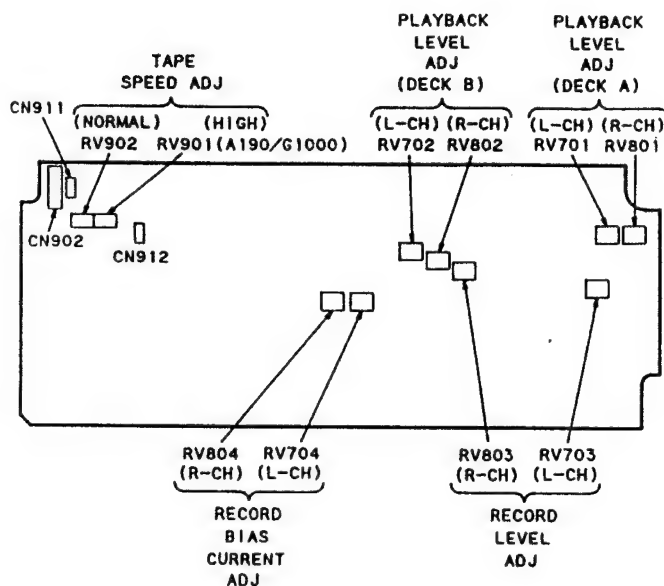 TAPE
SPEED ADJ
PLAYBACK
LEVEL
ADJ
(DECK B)
PLAYBACK
LEVEL
ADJ
(DECK A)
CN911
(NORMAL) (HIGH)
RV902 RV901(A190/G1000)
(L-CH) (R-CH)
RV702 RV802
(L-CH) (R-CH)
RV701 RV801
CN902
CN912
RV804 RV704
(R-CH) (L-CH)
RECORD
BIAS
CURRENT
ADJ
RV803 RV703
(R-CH) (L-CH)
RECORD
LEVEL
ADJ